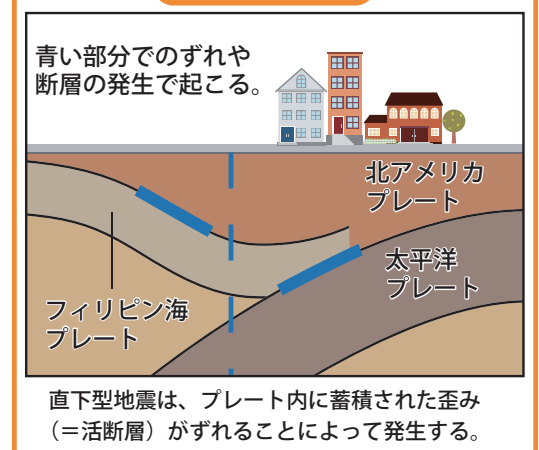 青い部分でのずれや
断層の発生で起こる。
北アメリカ
プレート
太平洋
プレート
フィリピン海
プレート
直下型地震は、プレート内に蓄積された歪み
（＝活断層）がずれることによって発生する。